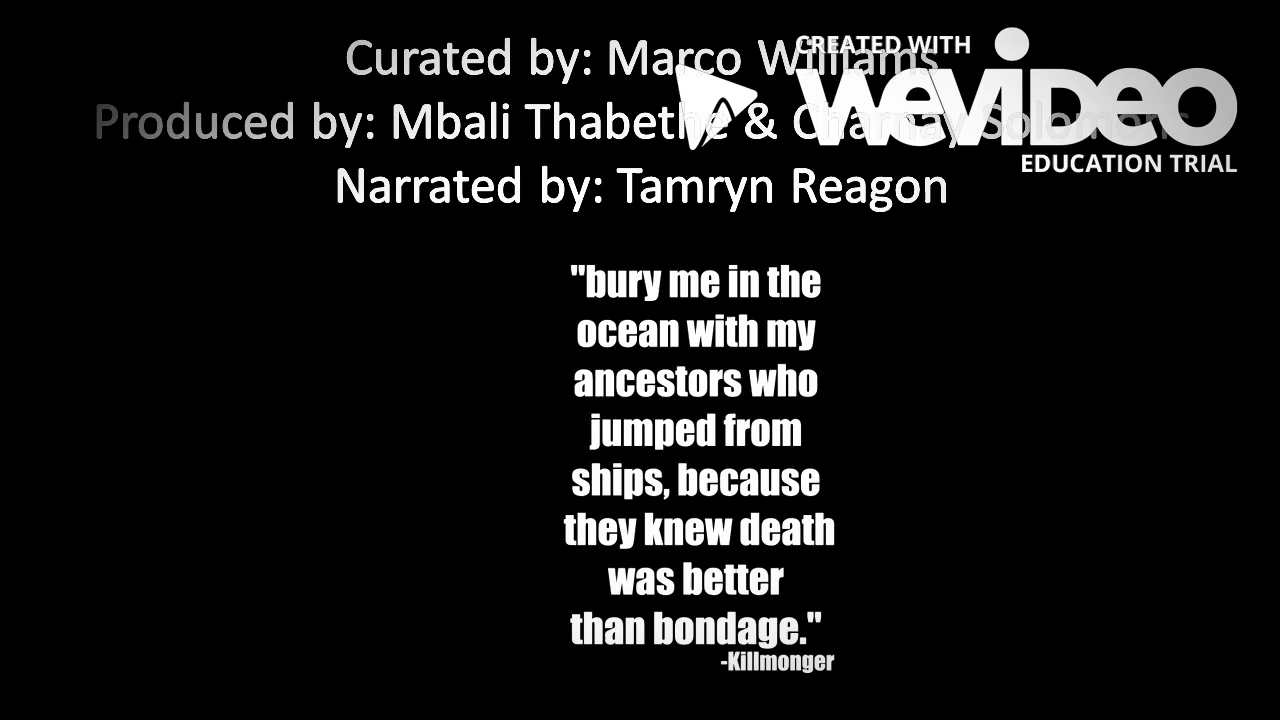 Curated by: Marco Williams
Produced by: Mbali Thabethe & Charnay Solomons
Narrated by: Tamryn Reagon
CREATED WITH
WeVideo
EDUCATION TRIAL
"bury me in the
ocean with my
ancestors who
jumped from
ships, because
they knew death
was better
than bondage."
-Killmonger